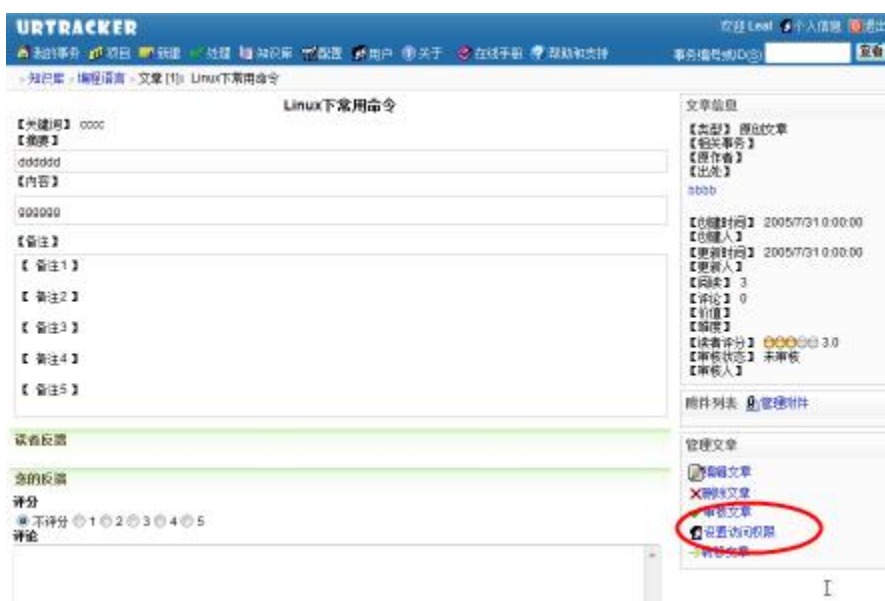 URTRACKER
欢迎 Leaf 个人信息 退出
我的事务 项目 新建 处理 知识库 配置 用户 关于 在线手册 帮助和支持 事务编号或ID(S) 查看
知识库 编程语言 文章 [1]: Linux下常用命令
Linux下常用命令
【关键词】 cccc
【摘要】
dddddd
【内容】
gggggg
【备注】
【 备注1 】
【 备注2 】
【 备注3 】
【 备注4 】
【 备注5 】
读者反馈
您的反馈
评分
不评分 1 2 3 4 5
评论
文章信息
【类型】 原创文章
【相关事务】
【原作者】
【出处】
bbbb
【创建时间】 2005/7/31 0:00:00
【创建人】
【更新时间】 2005/7/31 0:00:00
【更新人】
【阅读】 3
【评论】 0
【价值】
【难度】
【读者评分】 3.0
【审核状态】 未审核
【审核人】
附件列表 管理附件
管理文章
编辑文章
删除文章
审核文章
设置访问权限
转移文章